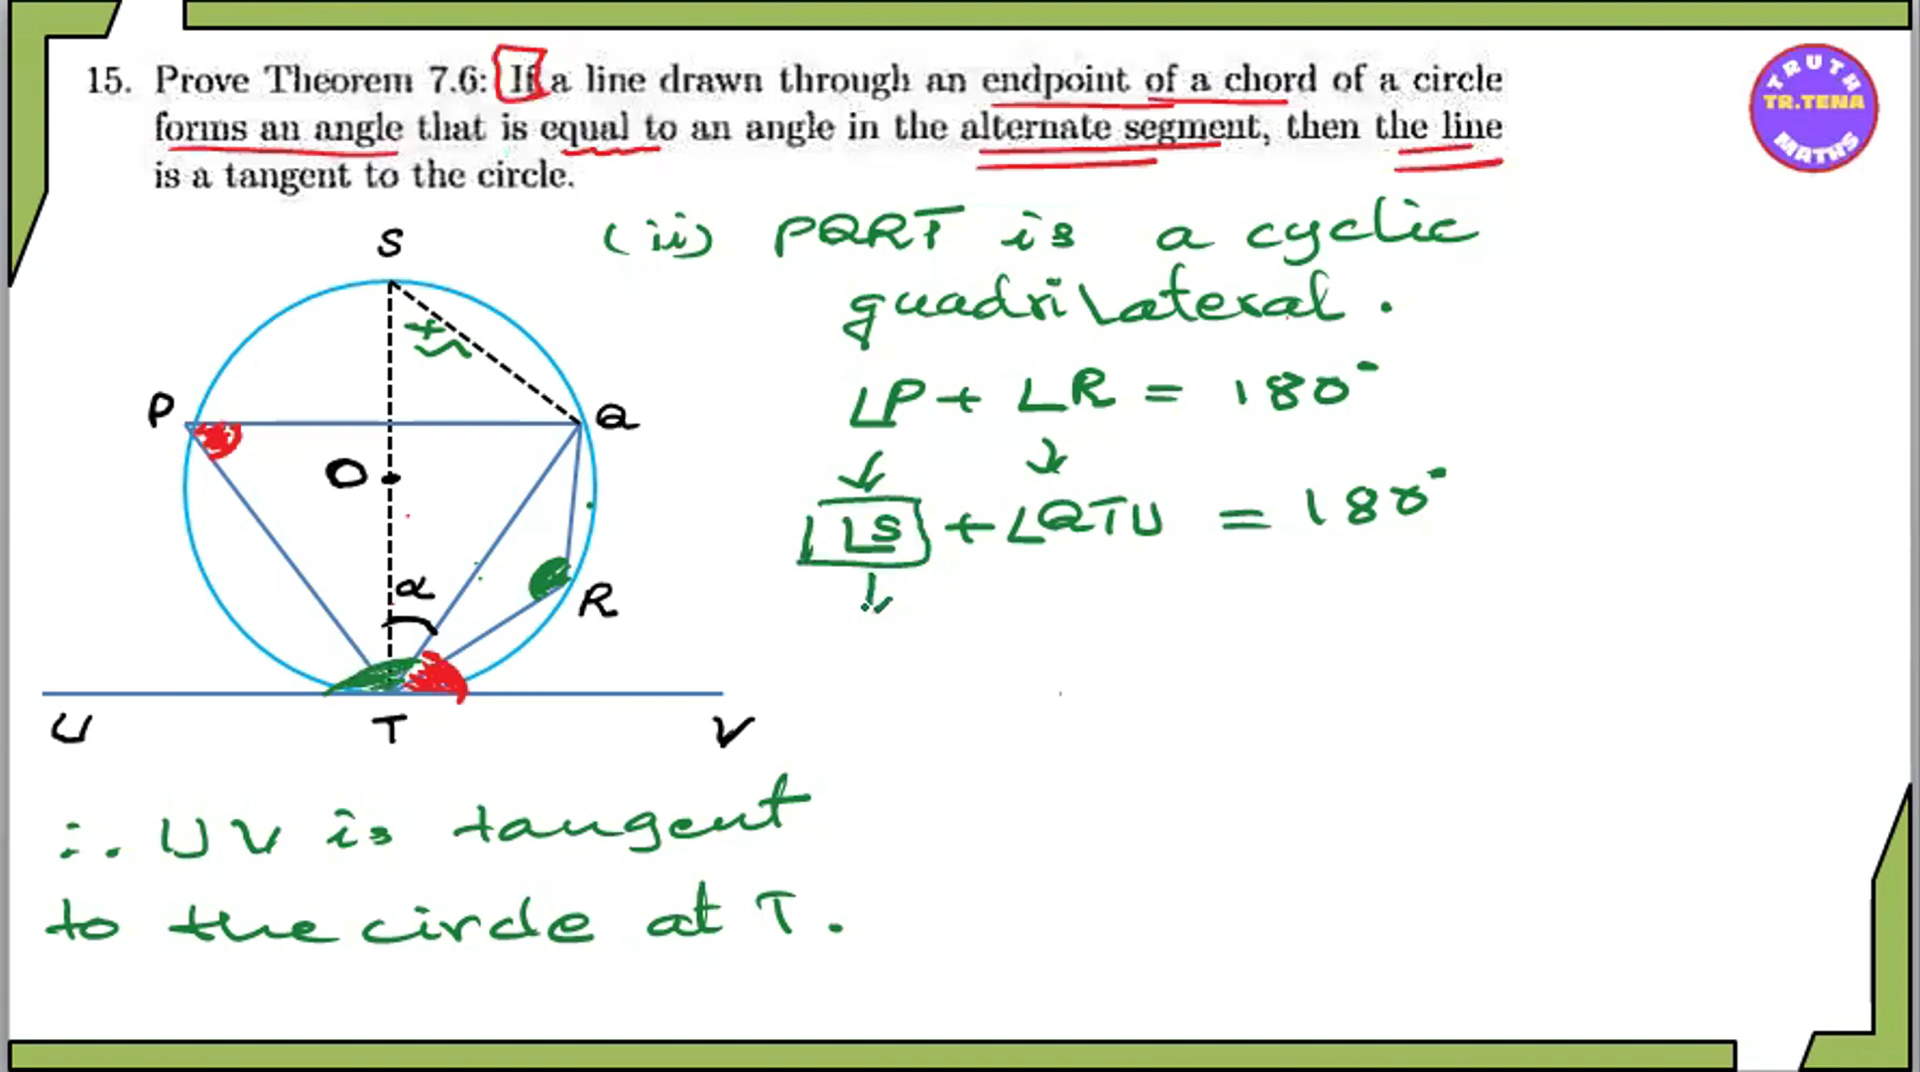 15. Prove Theorem 7.6: If a line drawn through an endpoint of a chord of a circle
forms an angle that is equal to an angle in the alternate segment, then the line
is a tangent to the circle.
TRUTH
TR.TENA
MATHS
(ii) PQRT is a cyclic
quadrilateral.
∠P + ∠R = 180°
∠S + ∠QTU = 180°
S
P
Q
O
α
R
U
T
V
∴ UV is tangent
to the circle at T.